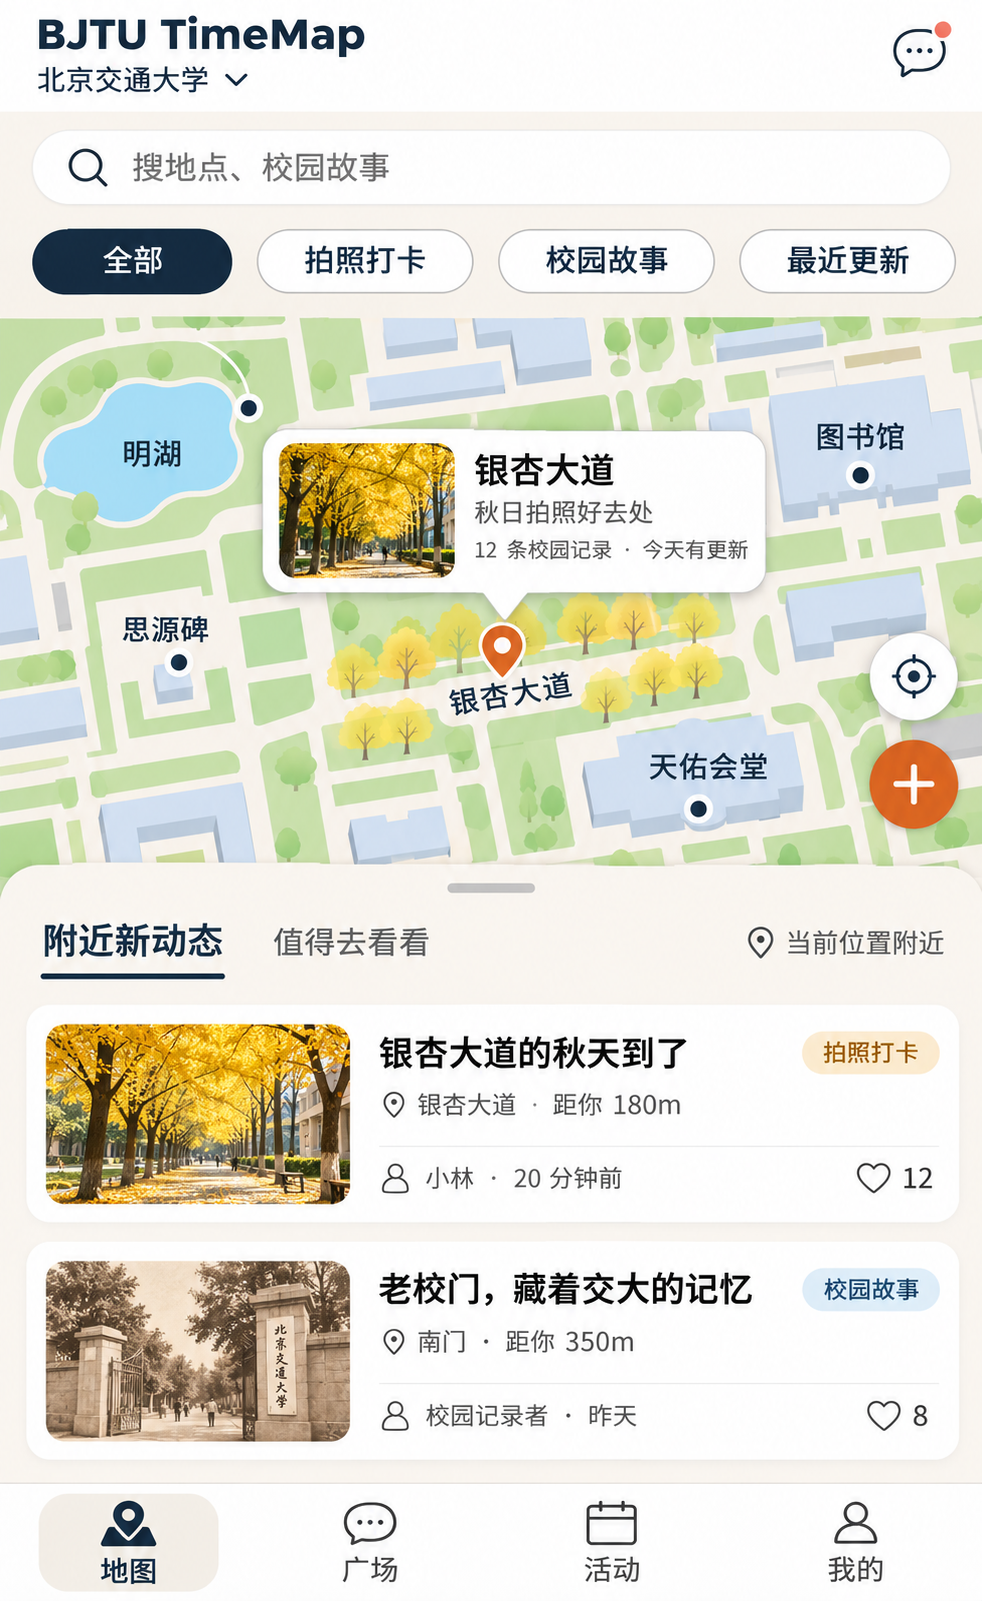 BJTU TimeMap
北京交通大学
搜地点、校园故事
全部
拍照打卡
校园故事
最近更新
明湖
图书馆
银杏大道
秋日拍照好去处
12 条校园记录 · 今天有更新
思源碑
银杏大道
天佑会堂
附近新动态
值得去看看
当前位置附近
银杏大道的秋天到了
拍照打卡
银杏大道 · 距你 180m
小林 · 20 分钟前
12
北京交通大学
老校门，藏着交大的记忆
校园故事
南门 · 距你 350m
校园记录者 · 昨天
8
地图
广场
活动
我的